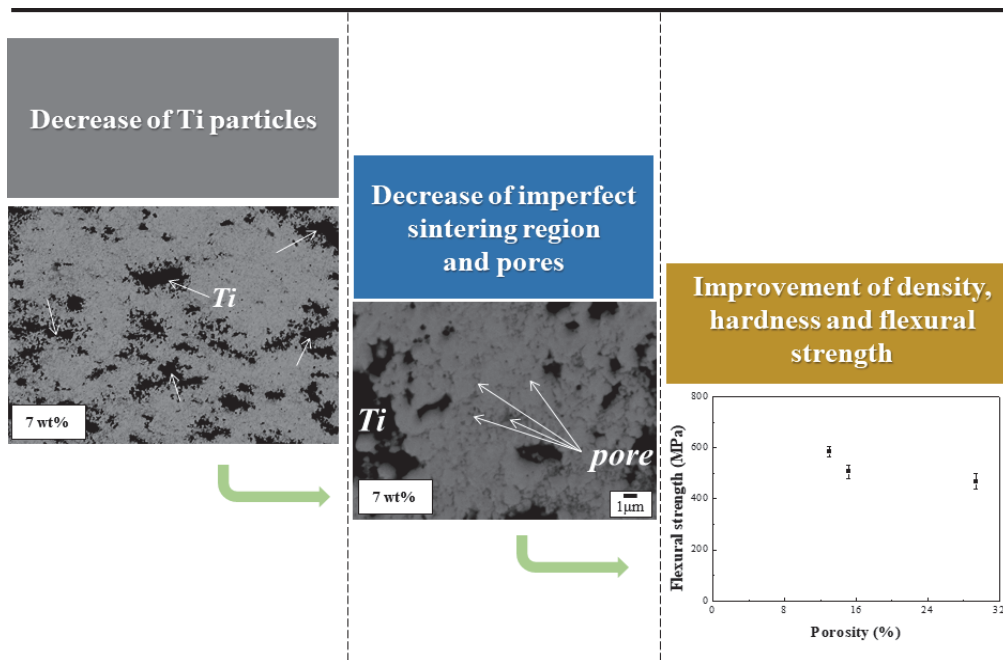 Decrease of Ti particles
Ti
7 wt%
Decrease of imperfect
sintering region
and pores
Ti
pore
7 wt%
1μm
Improvement of density,
hardness and flexural
strength
Flexural strength (MPa)
800
600
400
200
0
0 8 16 24 32
Porosity (%)